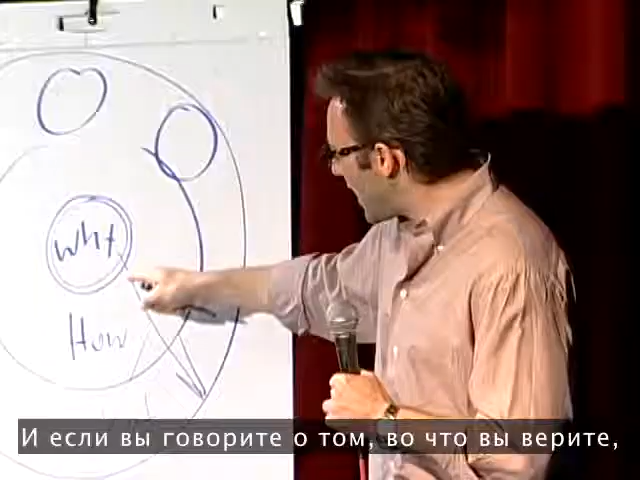 Why
How
И если вы говорите о том, во что вы верите,